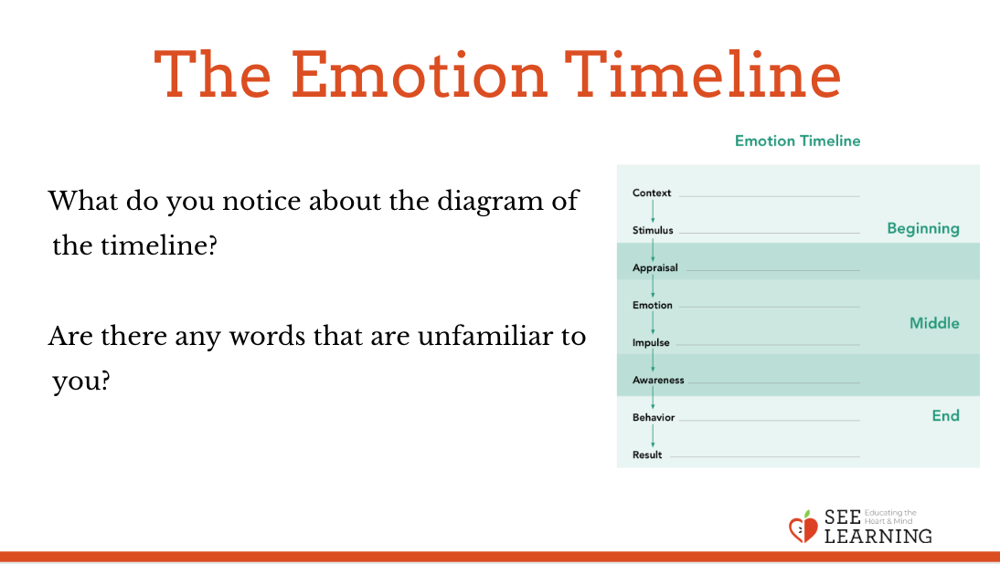 The Emotion Timeline
What do you notice about the diagram of
the timeline?
Are there any words that are unfamiliar to
you?
Emotion Timeline
Context
Stimulus
Beginning
Appraisal
Emotion
Middle
Impulse
Awareness
Behavior
End
Result
SEE Educating the
Heart & Mind
LEARNING